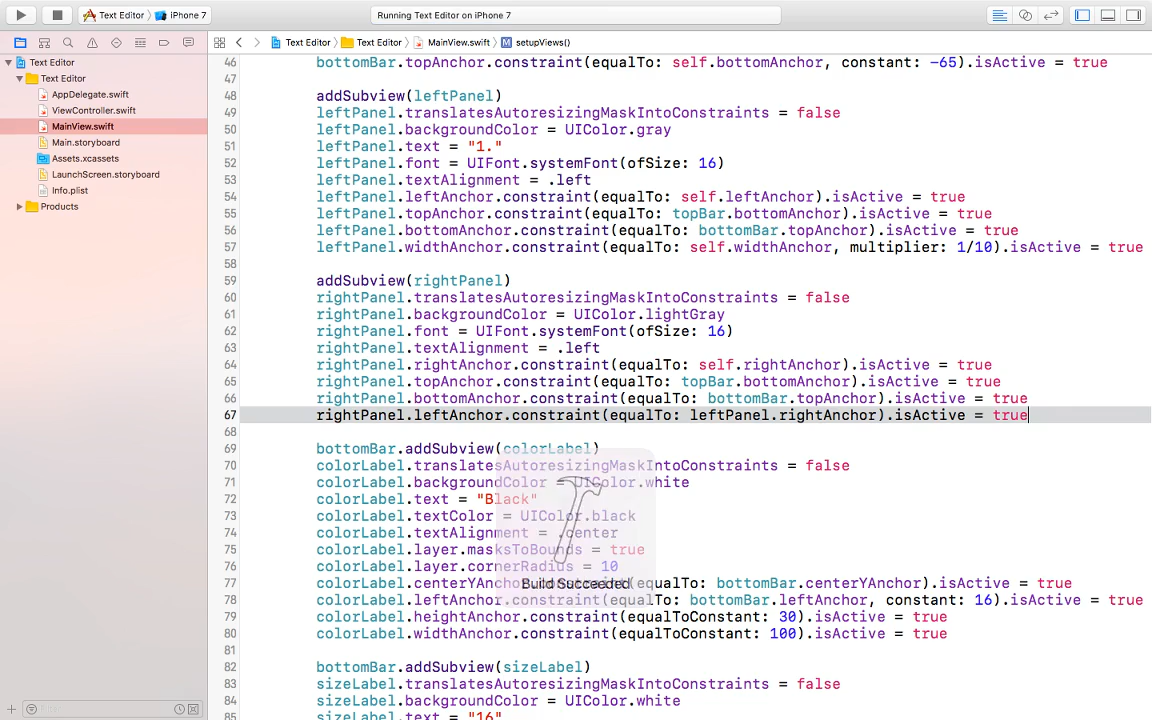 Text Editor
iPhone 7
Running Text Editor on iPhone 7
Text Editor
Text Editor
MainView.swift
M
setupViews()
Text Editor
Text Editor
AppDelegate.swift
ViewController.swift
MainView.swift
Main.storyboard
Assets.xcassets
LaunchScreen.storyboard
Info.plist
Products
46 bottomBar.topAnchor.constraint(equalTo: self.bottomAnchor, constant: -65).isActive = true
47
48 addSubview(leftPanel)
49 leftPanel.translatesAutoresizingMaskIntoConstraints = false
50 leftPanel.backgroundColor = UIColor.gray
51 leftPanel.text = "1."
52 leftPanel.font = UIFont.systemFont(ofSize: 16)
53 leftPanel.textAlignment = .left
54 leftPanel.leftAnchor.constraint(equalTo: self.leftAnchor).isActive = true
55 leftPanel.topAnchor.constraint(equalTo: topBar.bottomAnchor).isActive = true
56 leftPanel.bottomAnchor.constraint(equalTo: bottomBar.topAnchor).isActive = true
57 leftPanel.widthAnchor.constraint(equalTo: self.widthAnchor, multiplier: 1/10).isActive = true
58
59 addSubview(rightPanel)
60 rightPanel.translatesAutoresizingMaskIntoConstraints = false
61 rightPanel.backgroundColor = UIColor.lightGray
62 rightPanel.font = UIFont.systemFont(ofSize: 16)
63 rightPanel.textAlignment = .left
64 rightPanel.rightAnchor.constraint(equalTo: self.rightAnchor).isActive = true
65 rightPanel.topAnchor.constraint(equalTo: topBar.bottomAnchor).isActive = true
66 rightPanel.bottomAnchor.constraint(equalTo: bottomBar.topAnchor).isActive = true
67 rightPanel.leftAnchor.constraint(equalTo: leftPanel.rightAnchor).isActive = true
68
69 bottomBar.addSubview(colorLabel)
70 colorLabel.translatesAutoresizingMaskIntoConstraints = false
71 colorLabel.backgroundColor = UIColor.white
72 colorLabel.text = "Black"
73 colorLabel.textColor = UIColor.black
74 colorLabel.textAlignment = .center
75 colorLabel.layer.masksToBounds = true
76 colorLabel.layer.cornerRadius = 10
77 colorLabel.centerYAnchor.constraint(equalTo: bottomBar.centerYAnchor).isActive = true
Build Succeeded
78 colorLabel.leftAnchor.constraint(equalTo: bottomBar.leftAnchor, constant: 16).isActive = true
79 colorLabel.heightAnchor.constraint(equalToConstant: 30).isActive = true
80 colorLabel.widthAnchor.constraint(equalToConstant: 100).isActive = true
82 bottomBar.addSubview(sizeLabel)
83 sizeLabel.translatesAutoresizingMaskIntoConstraints = false
84 sizeLabel.backgroundColor = UIColor.white
85 sizeLabel.text = "16"